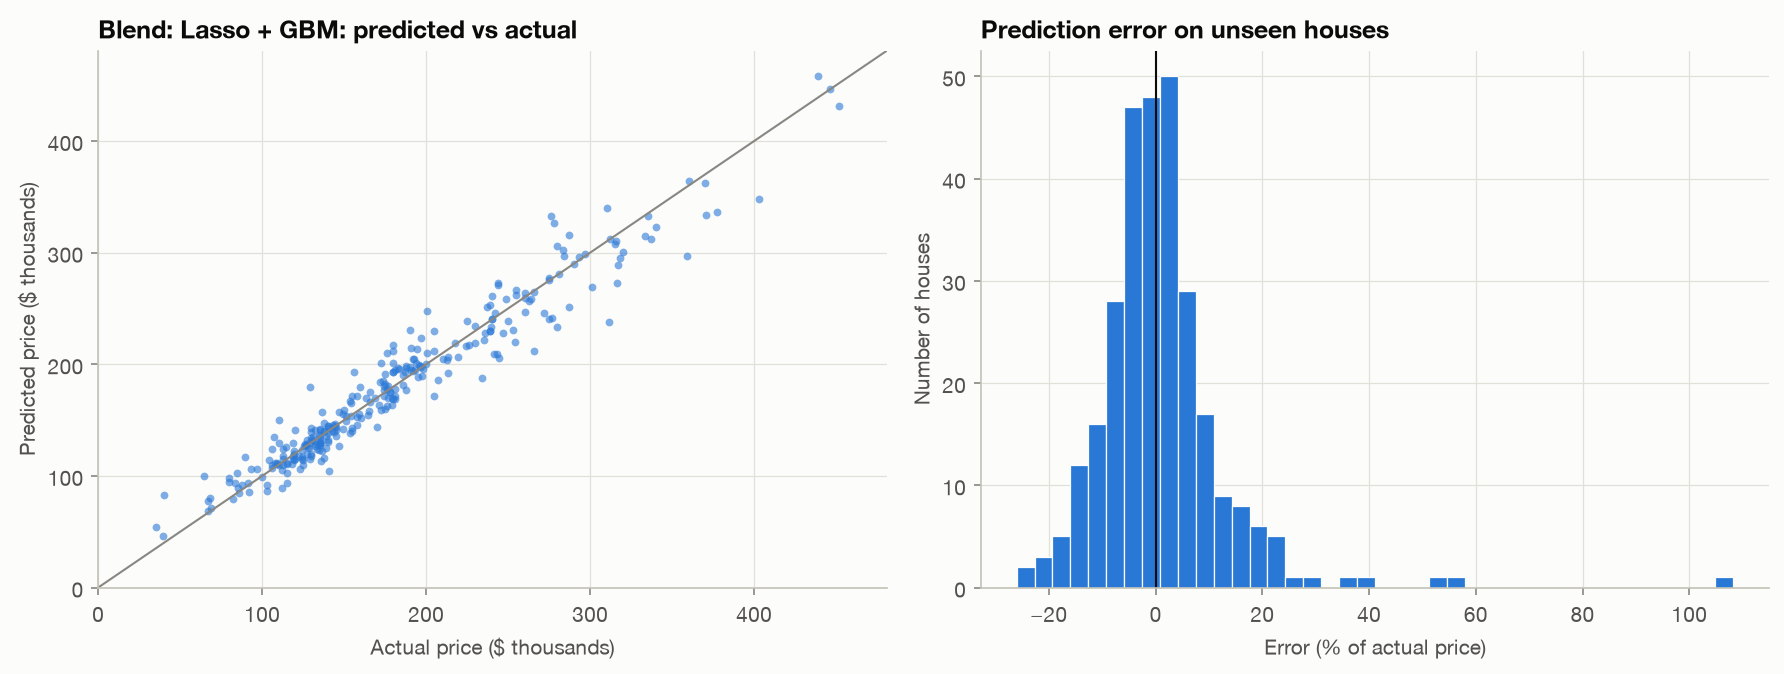 Blend: Lasso + GBM: predicted vs actual
Predicted price ($ thousands)
400
300
200
100
0
0 100 200 300 400
Actual price ($ thousands)
Prediction error on unseen houses
Number of houses
50
40
30
20
10
0
−20 0 20 40 60 80 100
Error (% of actual price)